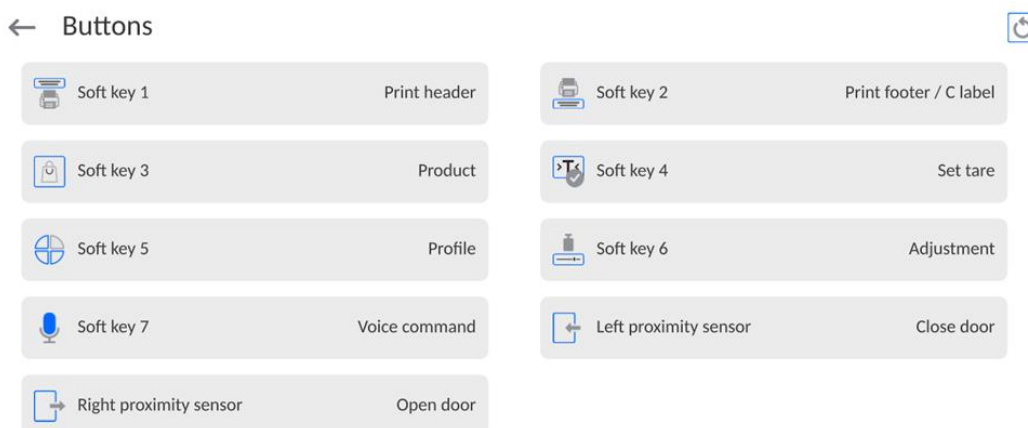 Buttons
Soft key 1 Print header
Soft key 2 Print footer / C label
Soft key 3 Product
Soft key 4 Set tare
Soft key 5 Profile
Soft key 6 Adjustment
Soft key 7 Voice command
Left proximity sensor Close door
Right proximity sensor Open door